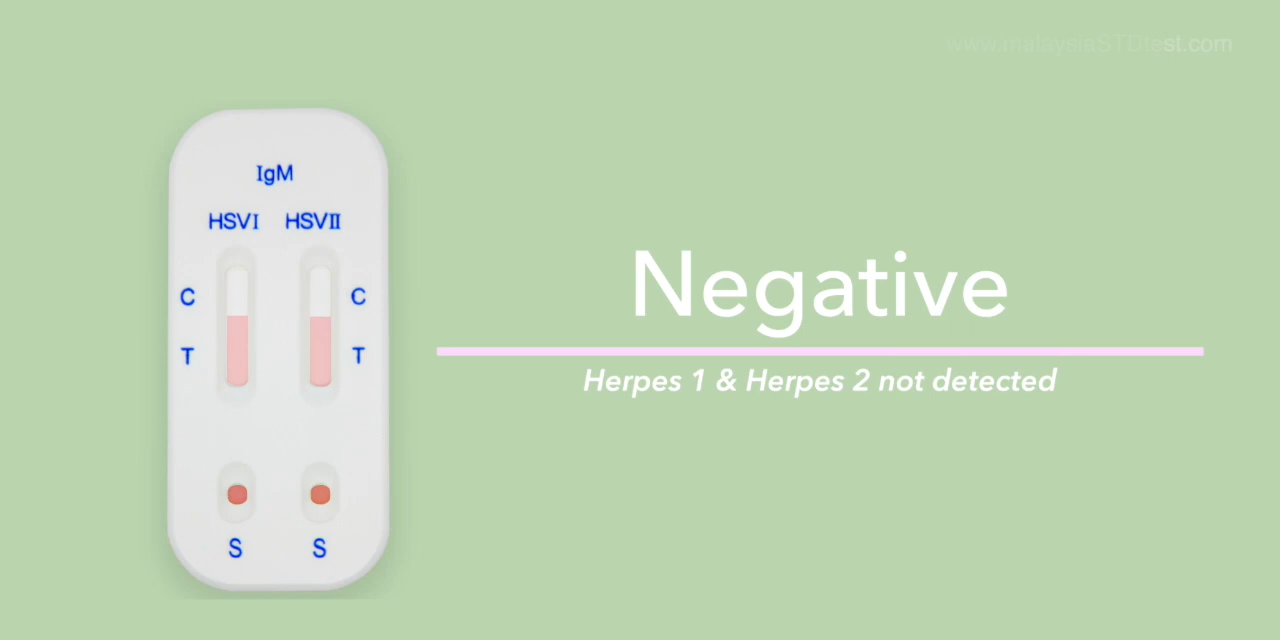 www.malaysiaSTDtest.com
IgM
HSVI HSVII
C C
T T
S S
Negative
Herpes 1 & Herpes 2 not detected